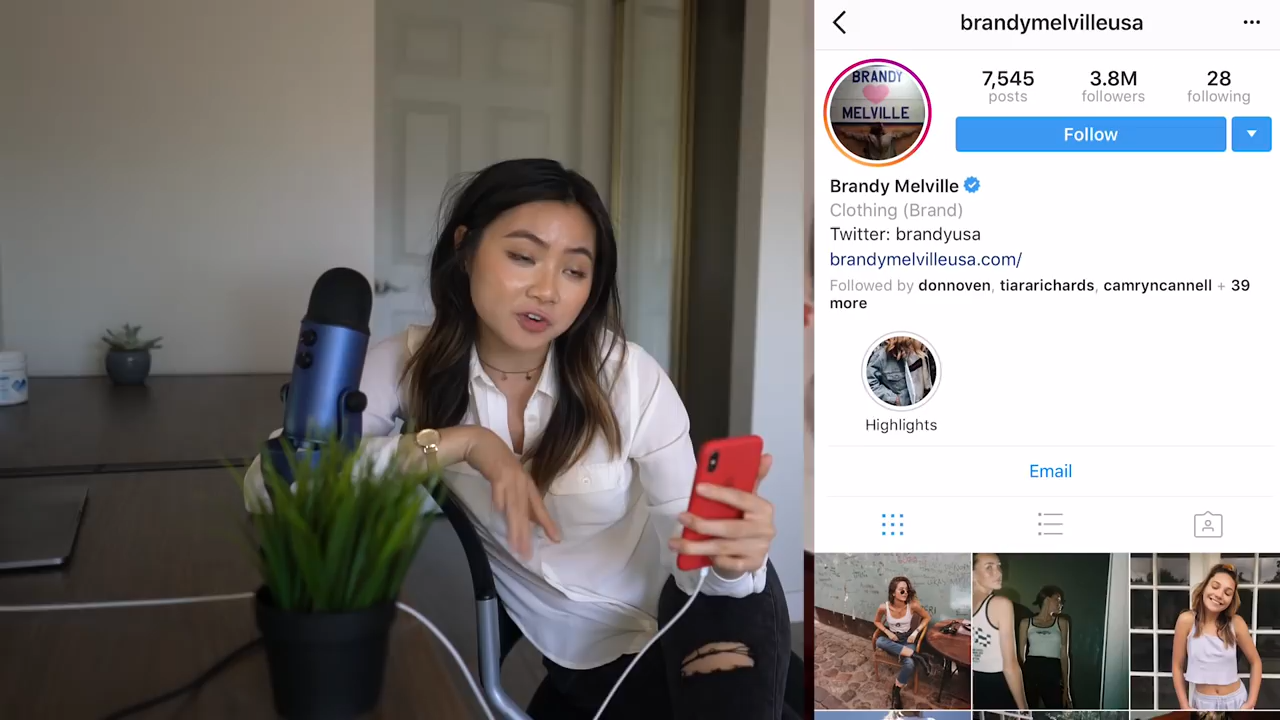 brandymelvilleusa
BRANDY
MELVILLE
7,545
posts
3.8M
followers
28
following
Follow
Brandy Melville
Clothing (Brand)
Twitter: brandyusa
brandymelvilleusa.com/
Followed by donnoven, tiararichards, camryncannell + 39
more
Highlights
Email